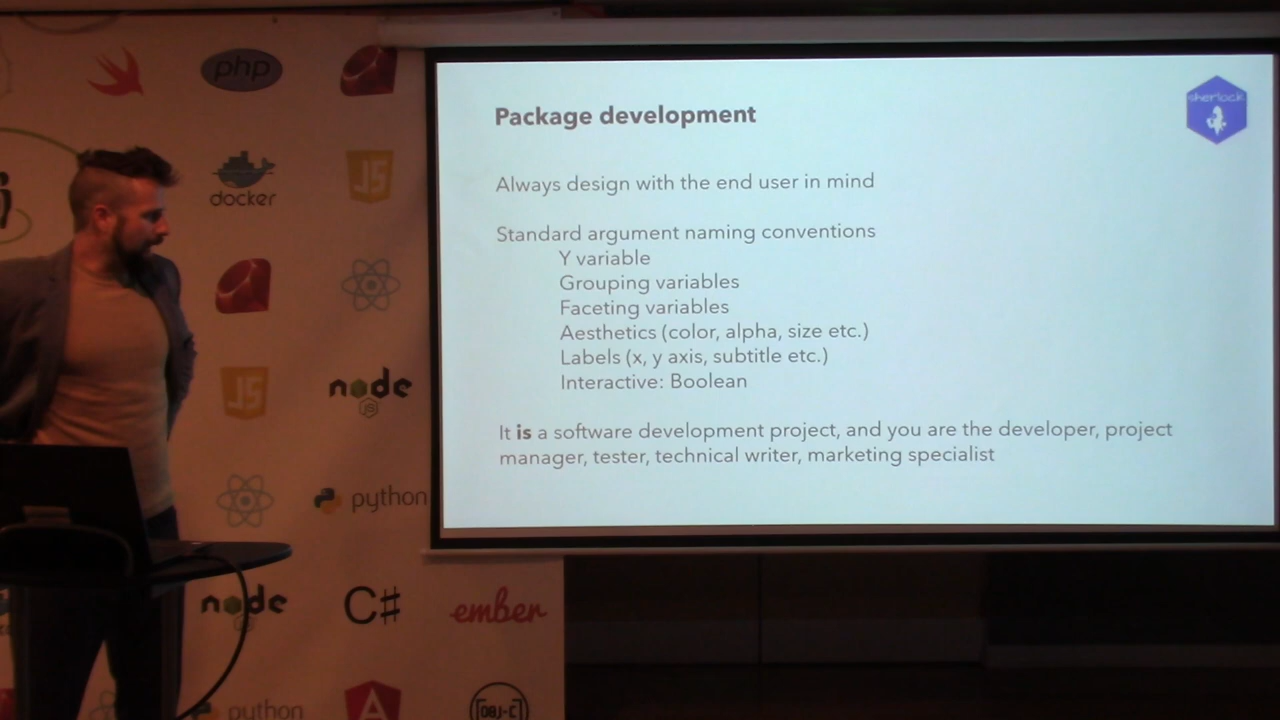 Package development
sherlock
Always design with the end user in mind
Standard argument naming conventions
Y variable
Grouping variables
Faceting variables
Aesthetics (color, alpha, size etc.)
Labels (x, y axis, subtitle etc.)
Interactive: Boolean
It is a software development project, and you are the developer, project
manager, tester, technical writer, marketing specialist
php
docker
JS
JS
node
JS
python
node
C#
ember
python
A
[OBJ-C]